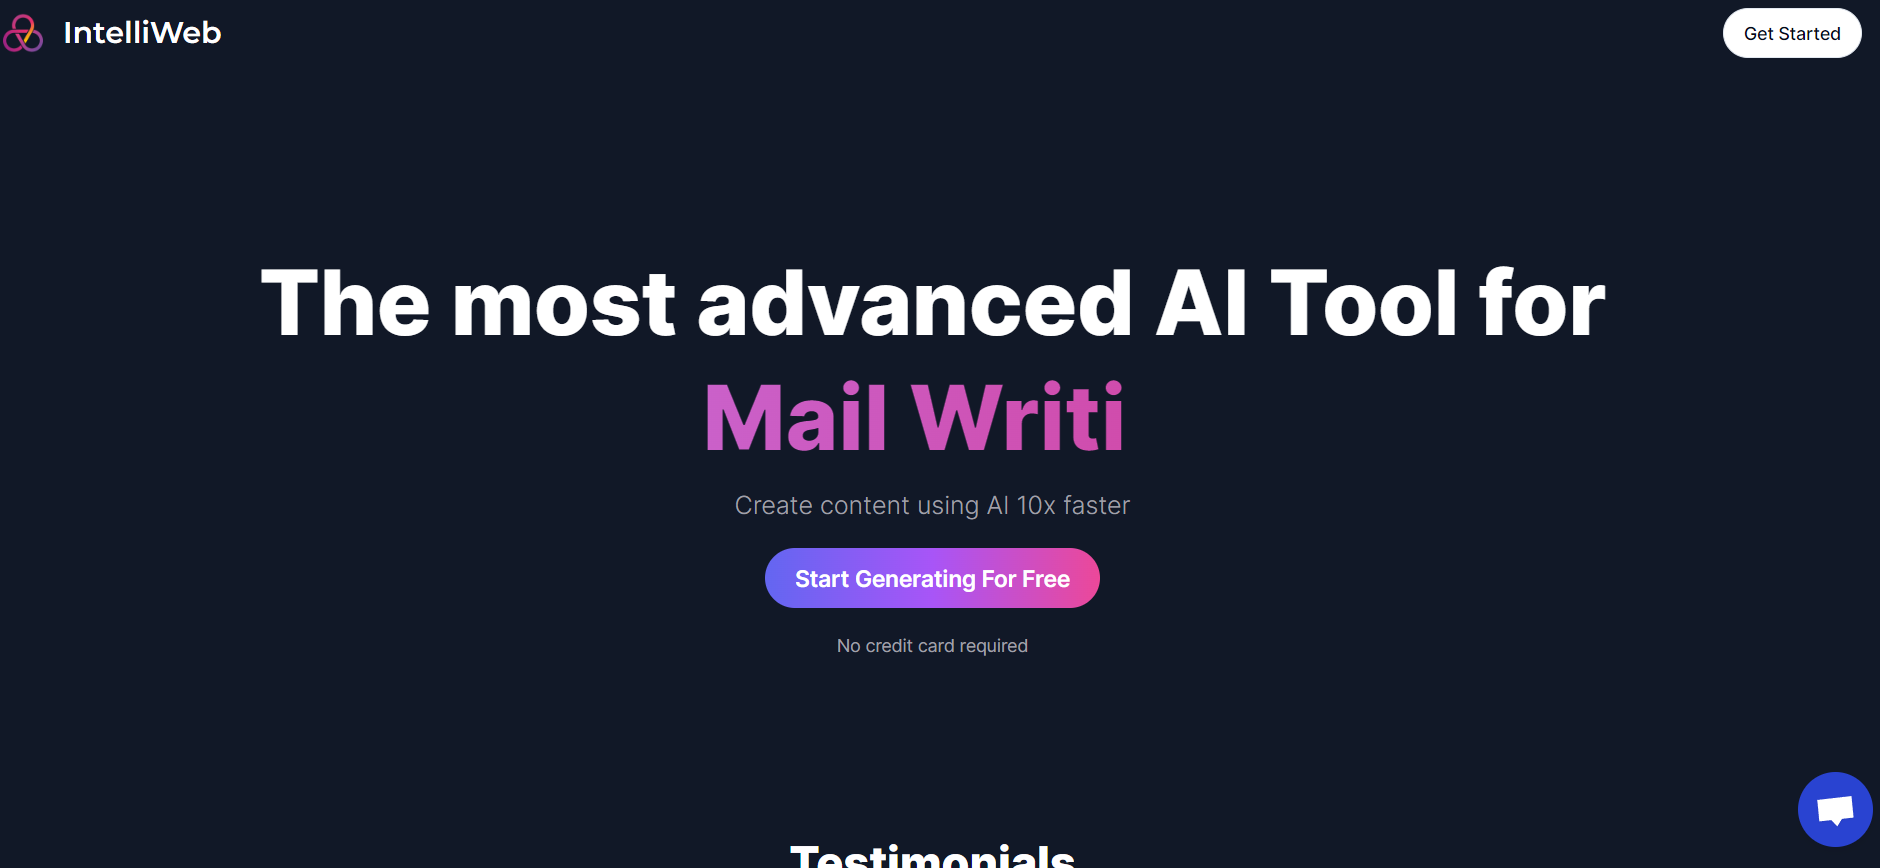 IntelliWeb
Get Started
The most advanced AI Tool for
Mail Writi
Create content using AI 10x faster
Start Generating For Free
No credit card required
Testimonials